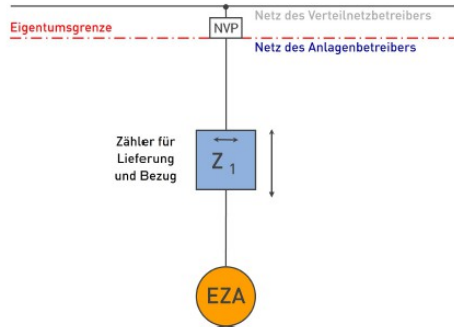 Netz des Verteilnetzbetreibers
Eigentumsgrenze
NVP
Netz des Anlagenbetreibers
Zähler für
Lieferung
und Bezug
Z 1
EZA